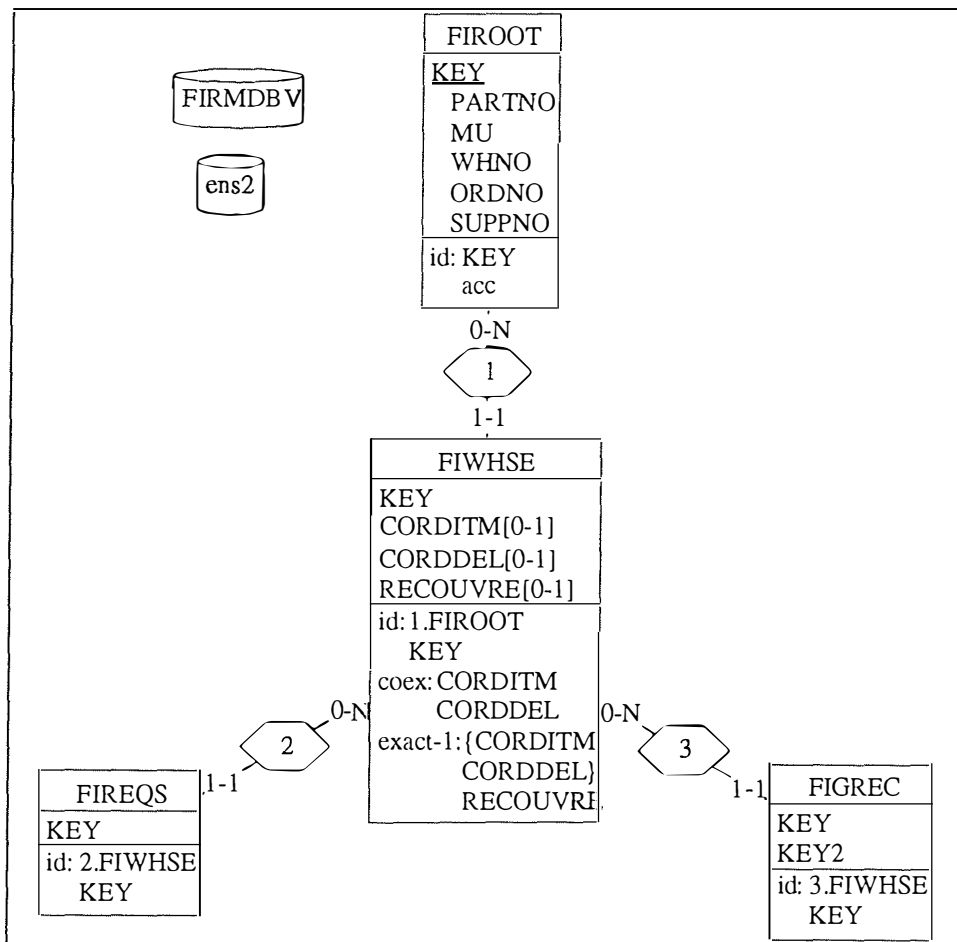 FIROOT
KEY
PARTNO
MU
WHNO
ORDNO
SUPPNO
id: KEY
acc
FIRMDBV
ens2
0-N
1
1-1
FIWHSE
KEY
CORDITM[0-1]
CORDDEL[0-1]
RECOUVRE[0-1]
id: 1.FIROOT
KEY
coex: CORDITM
CORDDEL
exact-1: {CORDITM
CORDDEL}
RECOUVRE
0-N
2
1-1
FIREQS
KEY
id: 2.FIWHSE
KEY
0-N
3
1-1
FIGREC
KEY
KEY2
id: 3.FIWHSE
KEY